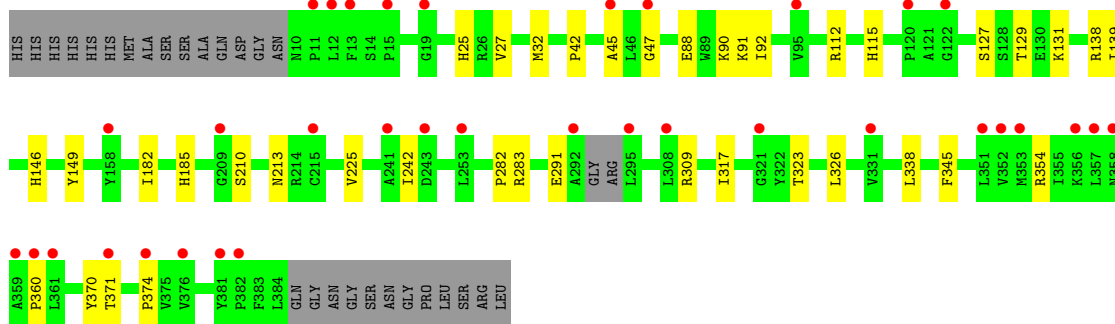 HIS HIS HIS HIS HIS HIS MET ALA SER SER ALA GLN ASP GLY ASN N10 P11 L12 F13 S14 P15 G19 H25 R26 V27 M32 P42 A45 L46 G47 E88 W89 K90 K91 I92 V95 R112 H115 P120 A121 G122 S127 S128 T129 E130 K131 R138 I139
H146 Y149 Y158 I182 H185 G209 S210 N213 R214 C215 V225 A241 I242 D243 L253 P282 R283 E291 A292 GLY ARG L295 L308 R309 I317 G321 Y322 T323 L326 V331 L338 F345 L351 V352 M353 R354 I355 K356 L357 N358
A359 P360 L361 Y370 T371 P374 V375 V376 Y381 P382 F383 L384 GLN GLY ASN GLY SER ASN GLY PRO LEU SER ARG LEU